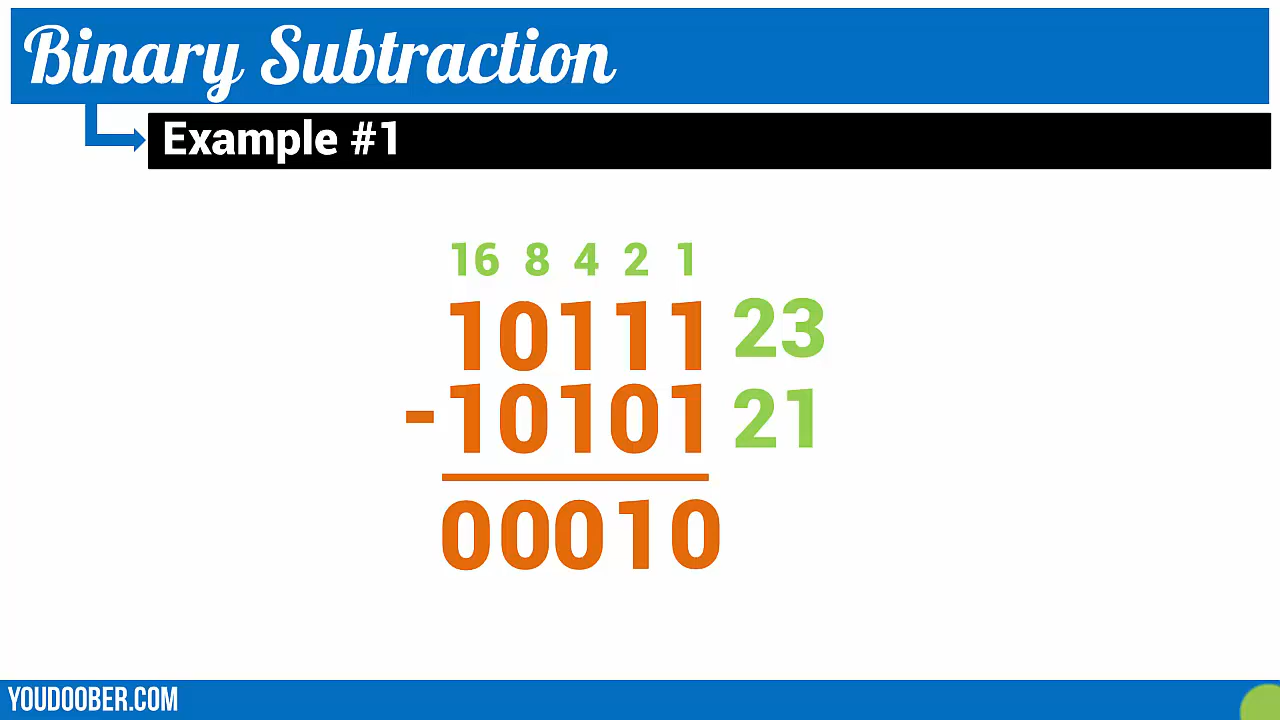 Binary Subtraction
Example #1
16 8 4 2 1
10111 23
-10101 21
00010
YOUDOOBER.COM